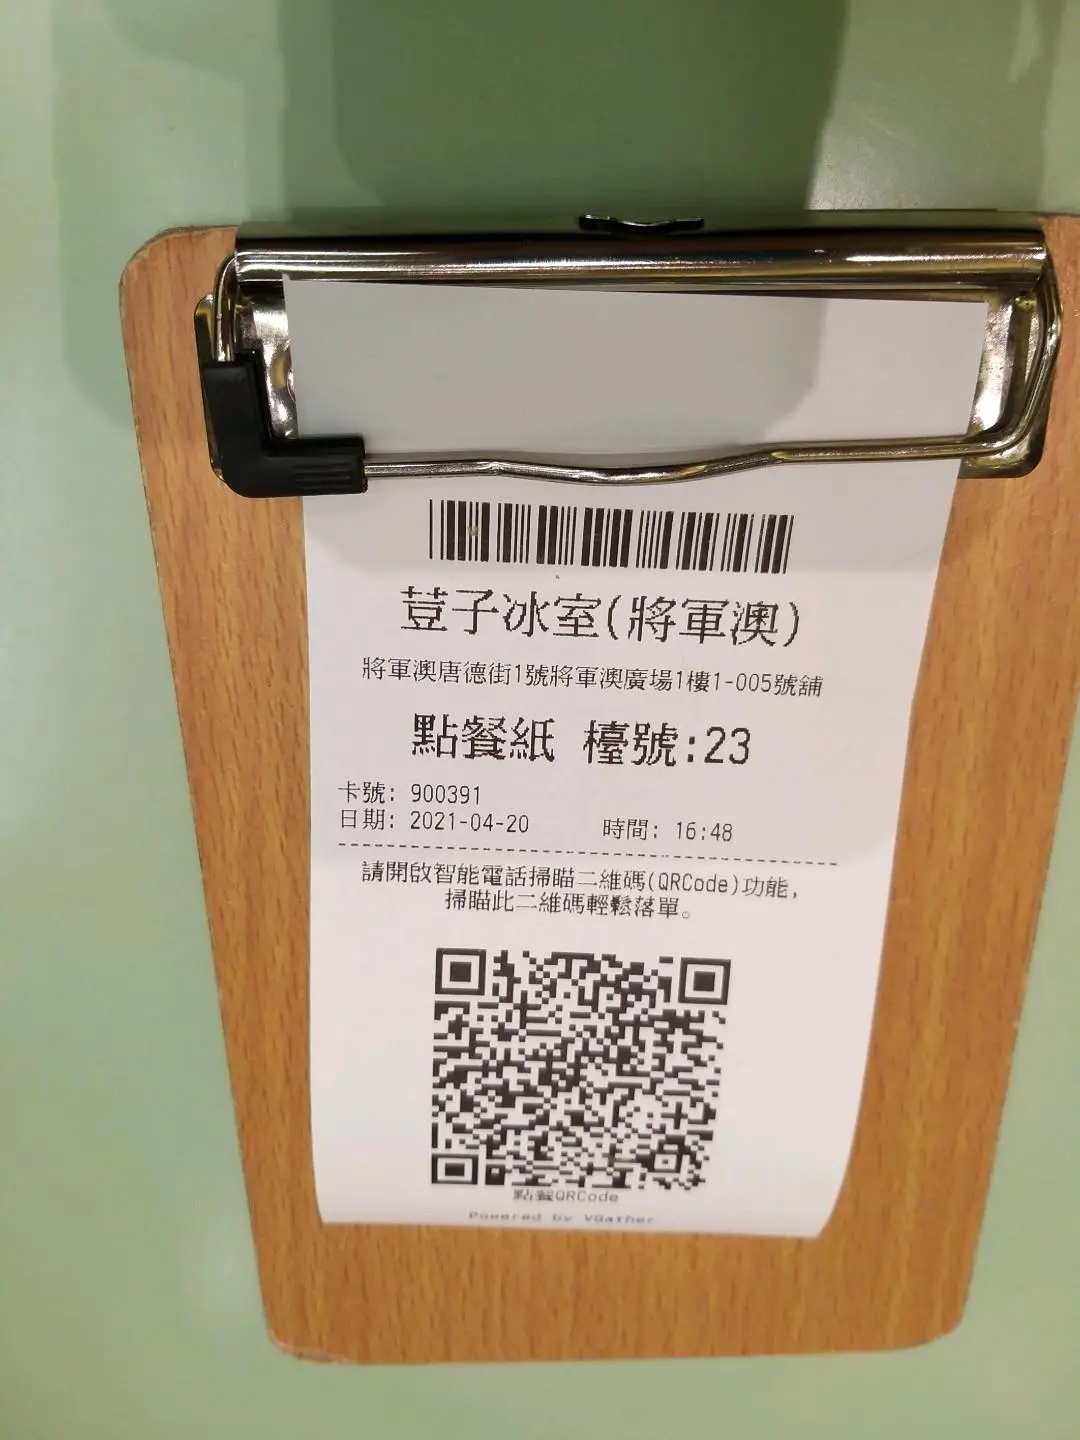 荳子冰室(將軍澳)
將軍澳唐德街1號將軍澳廣場1樓1-005號舖
點餐紙 檯號:23
卡號: 900391
日期: 2021-04-20 時間: 16:48
請開啟智能電話掃瞄二維碼(QRCode)功能,
掃瞄此二維碼輕鬆落單。
點餐QRCode
Powered by VGather